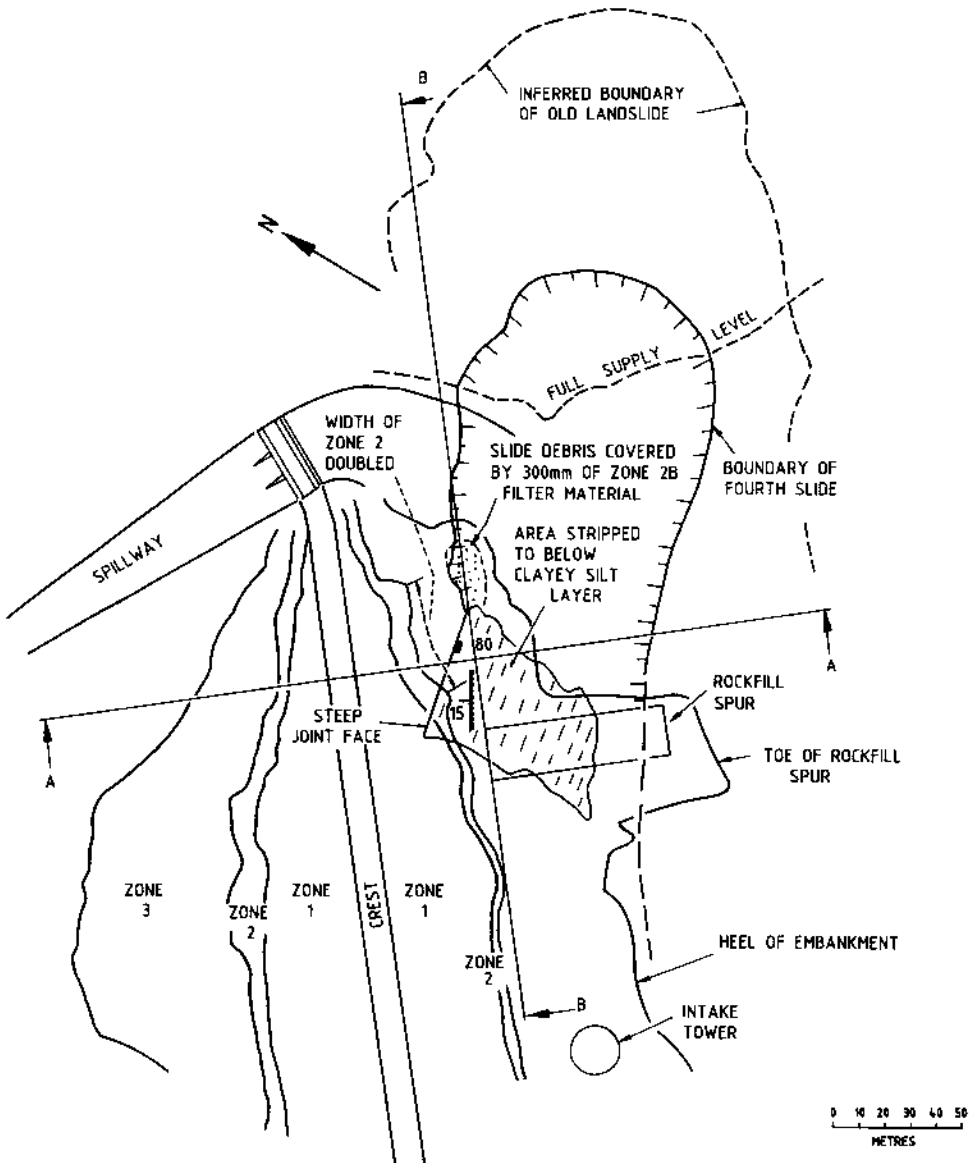 B
INFERRED BOUNDARY
OF OLD LANDSLIDE
N
FULL SUPPLY LEVEL
WIDTH OF
ZONE 2
DOUBLED
SLIDE DEBRIS COVERED
BY 300mm OF ZONE 2B
FILTER MATERIAL
BOUNDARY OF
FOURTH SLIDE
AREA STRIPPED
TO BELOW
CLAYEY SILT
LAYER
SPILLWAY
80
A
ROCKFILL
SPUR
15
STEEP
JOINT FACE
A
TOE OF ROCKFILL
SPUR
ZONE
3
ZONE
2
ZONE
1
CREST
ZONE
1
ZONE
2
HEEL OF EMBANKMENT
B
INTAKE
TOWER
0 10 20 30 40 50
METRES